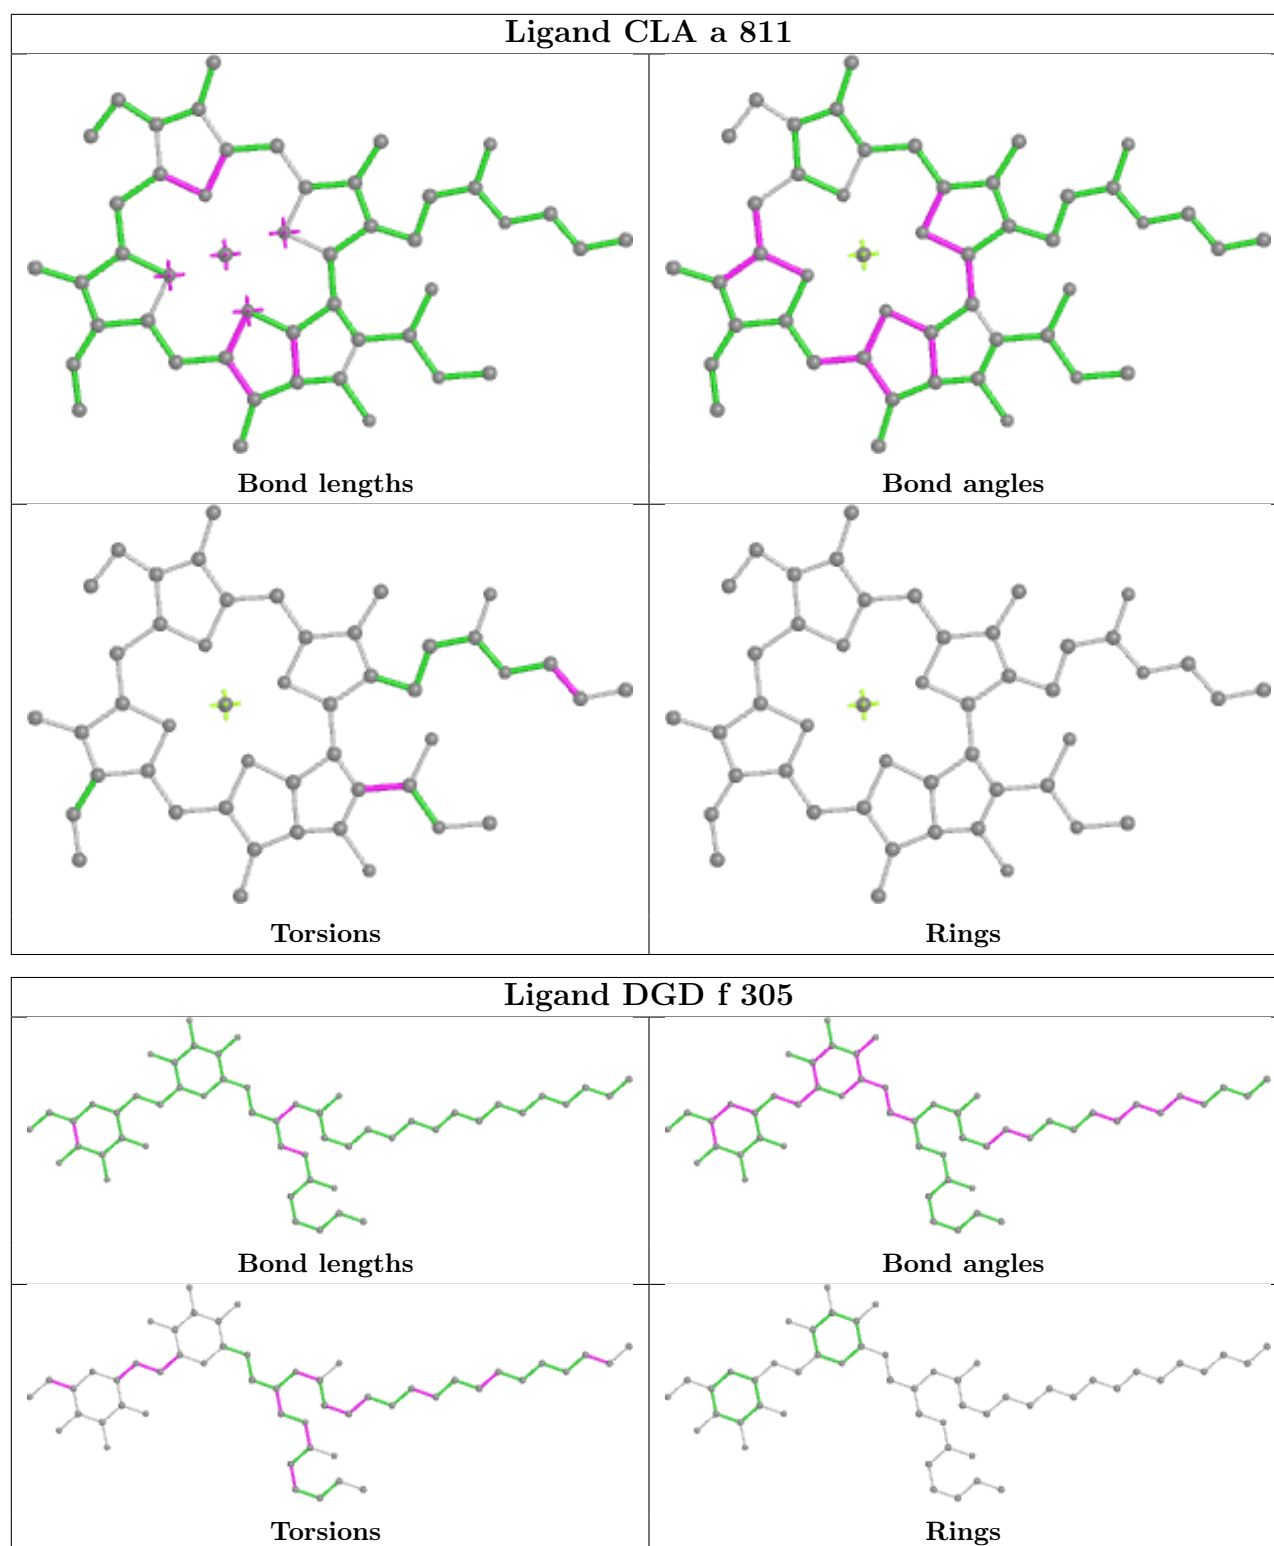 Ligand CLA a 811
Bond lengths
Bond angles
Torsions
Rings
Ligand DGD f 305
Bond lengths
Bond angles
Torsions
Rings